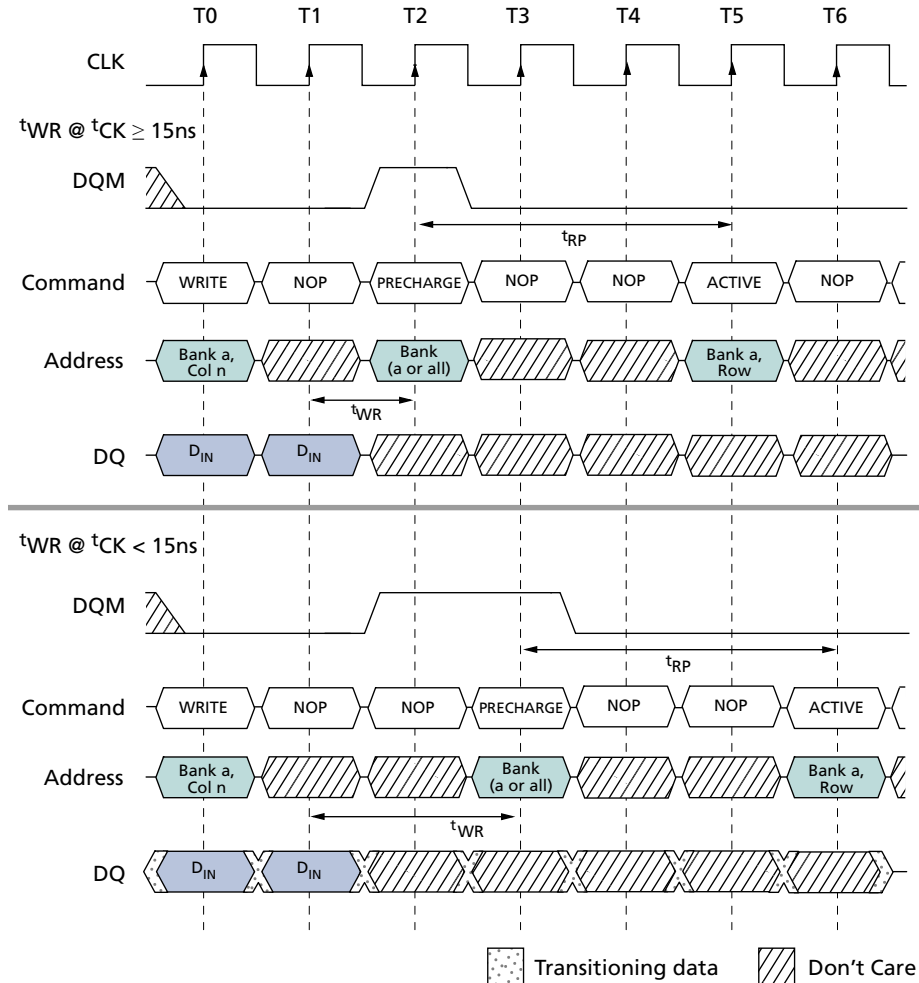 T0 T1 T2 T3 T4 T5 T6
CLK
tWR @ tCK ≥ 15ns
DQM
tRP
Command WRITE NOP PRECHARGE NOP NOP ACTIVE NOP
Address Bank a, Bank Bank a,
Col n (a or all) Row
tWR
DQ DIN DIN
tWR @ tCK < 15ns
DQM
tRP
Command WRITE NOP NOP PRECHARGE NOP NOP ACTIVE
Address Bank a, Bank Bank a,
Col n (a or all) Row
tWR
DQ DIN DIN
Transitioning data Don't Care